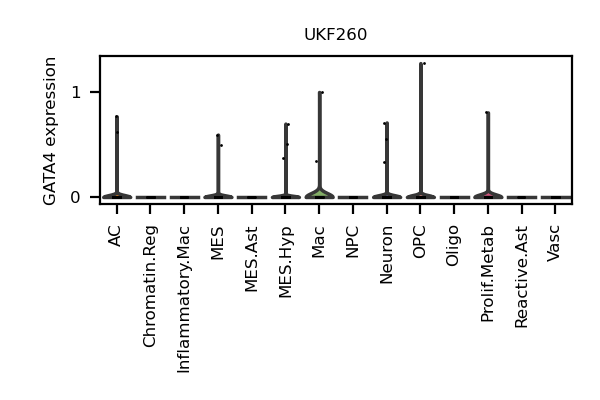 UKF260
GATA4 expression
1
0
AC
Chromatin.Reg
Inflammatory.Mac
MES
MES.Ast
MES.Hyp
Mac
NPC
Neuron
OPC
Oligo
Prolif.Metab
Reactive.Ast
Vasc